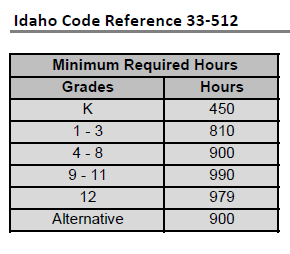 Idaho Code Reference 33-512
Minimum Required Hours
Grades Hours
K 450
1 - 3 810
4 - 8 900
9 - 11 990
12 979
Alternative 900